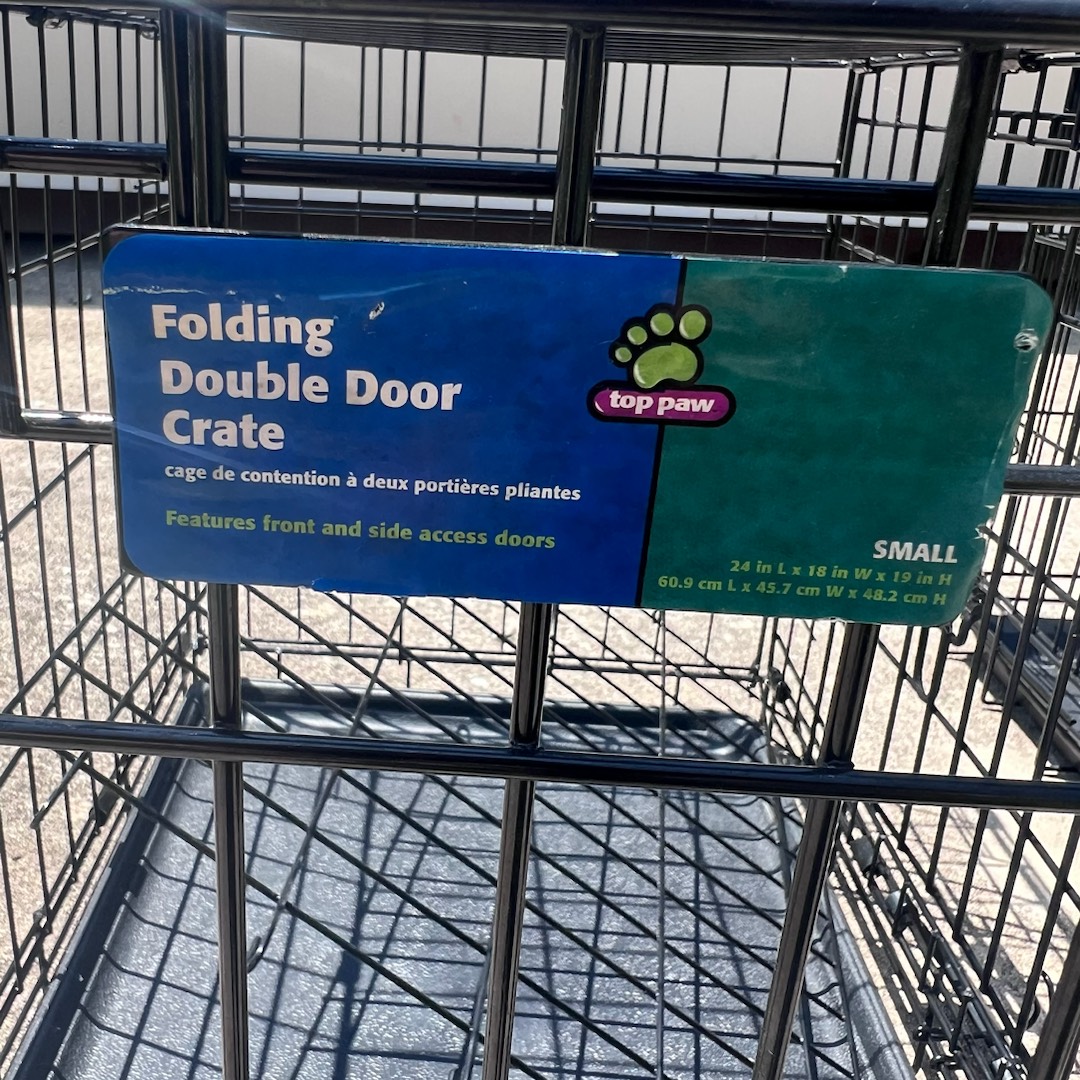 Folding
Double Door
Crate
cage de contention à deux portières pliantes
Features front and side access doors
top paw
SMALL
24 in L x 18 in W x 19 in H
60.9 cm L x 45.7 cm W x 48.2 cm H